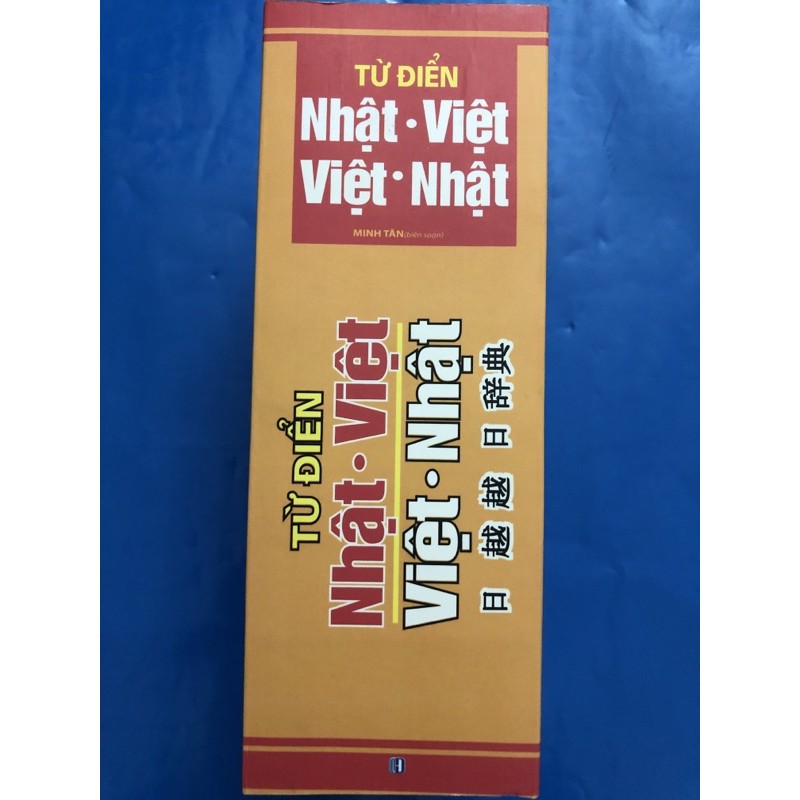 TỪ ĐIỂN
Nhật • Việt
Việt • Nhật
MINH TÂN (biên soạn)
TỪ ĐIỂN
Nhật • Việt
Việt • Nhật
日越越日辞典